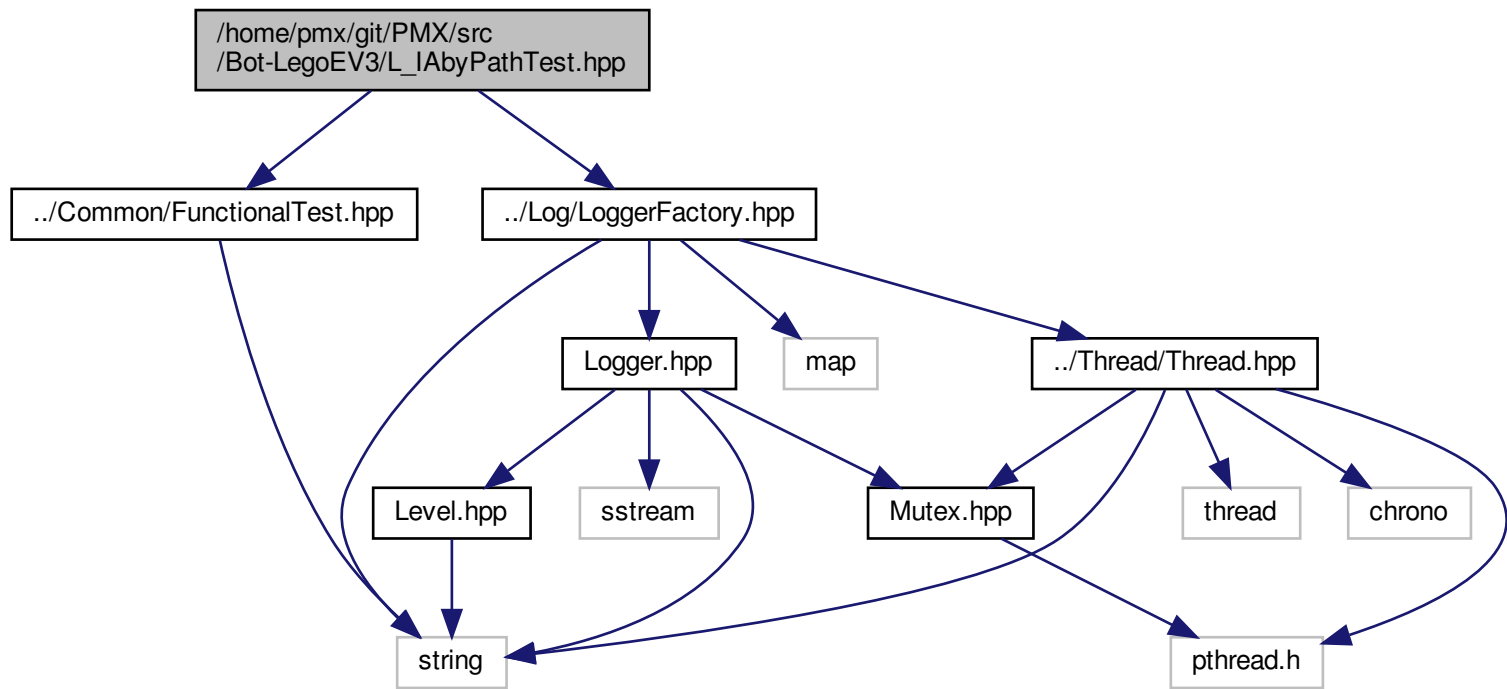 /home/pmx/git/PMX/src
/Bot-LegoEV3/L_IAbyPathTest.hpp
../Common/FunctionalTest.hpp
../Log/LoggerFactory.hpp
Logger.hpp
map
../Thread/Thread.hpp
Level.hpp
sstream
Mutex.hpp
thread
chrono
string
pthread.h